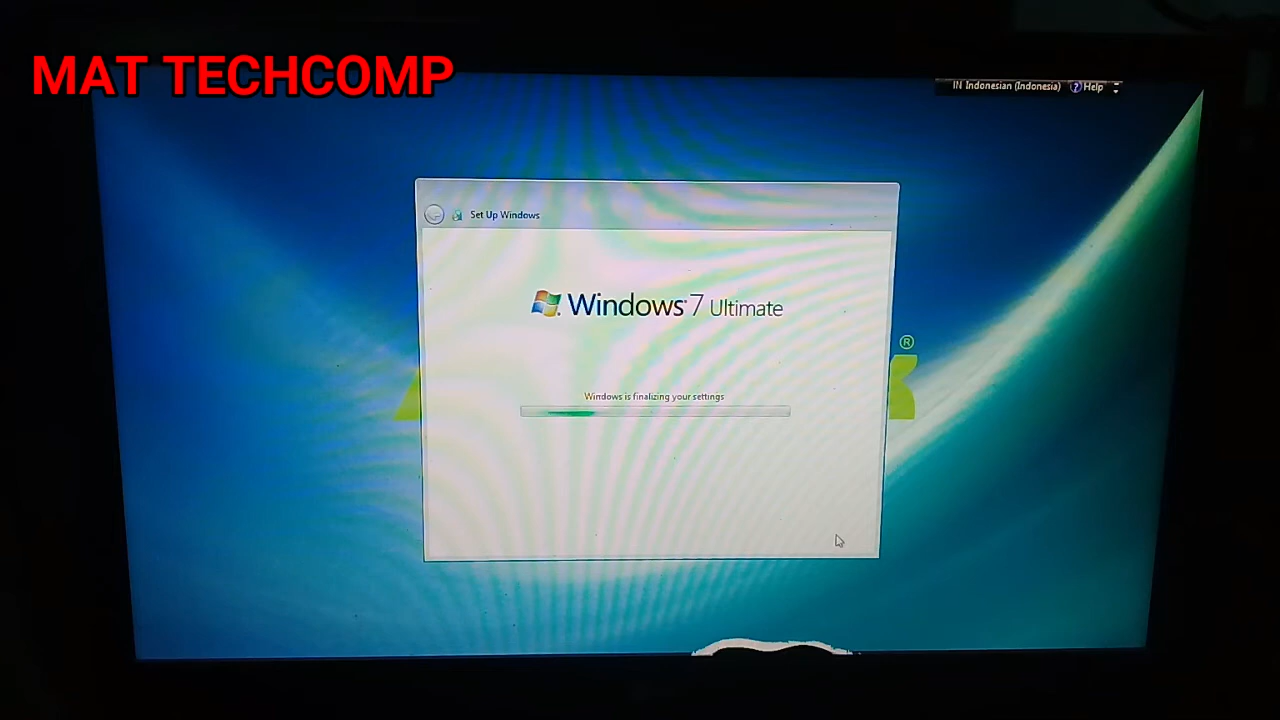 MAT TECHCOMP
IN Indonesian (Indonesia) ? Help
Set Up Windows
Windows® 7 Ultimate
®
Windows is finalizing your settings